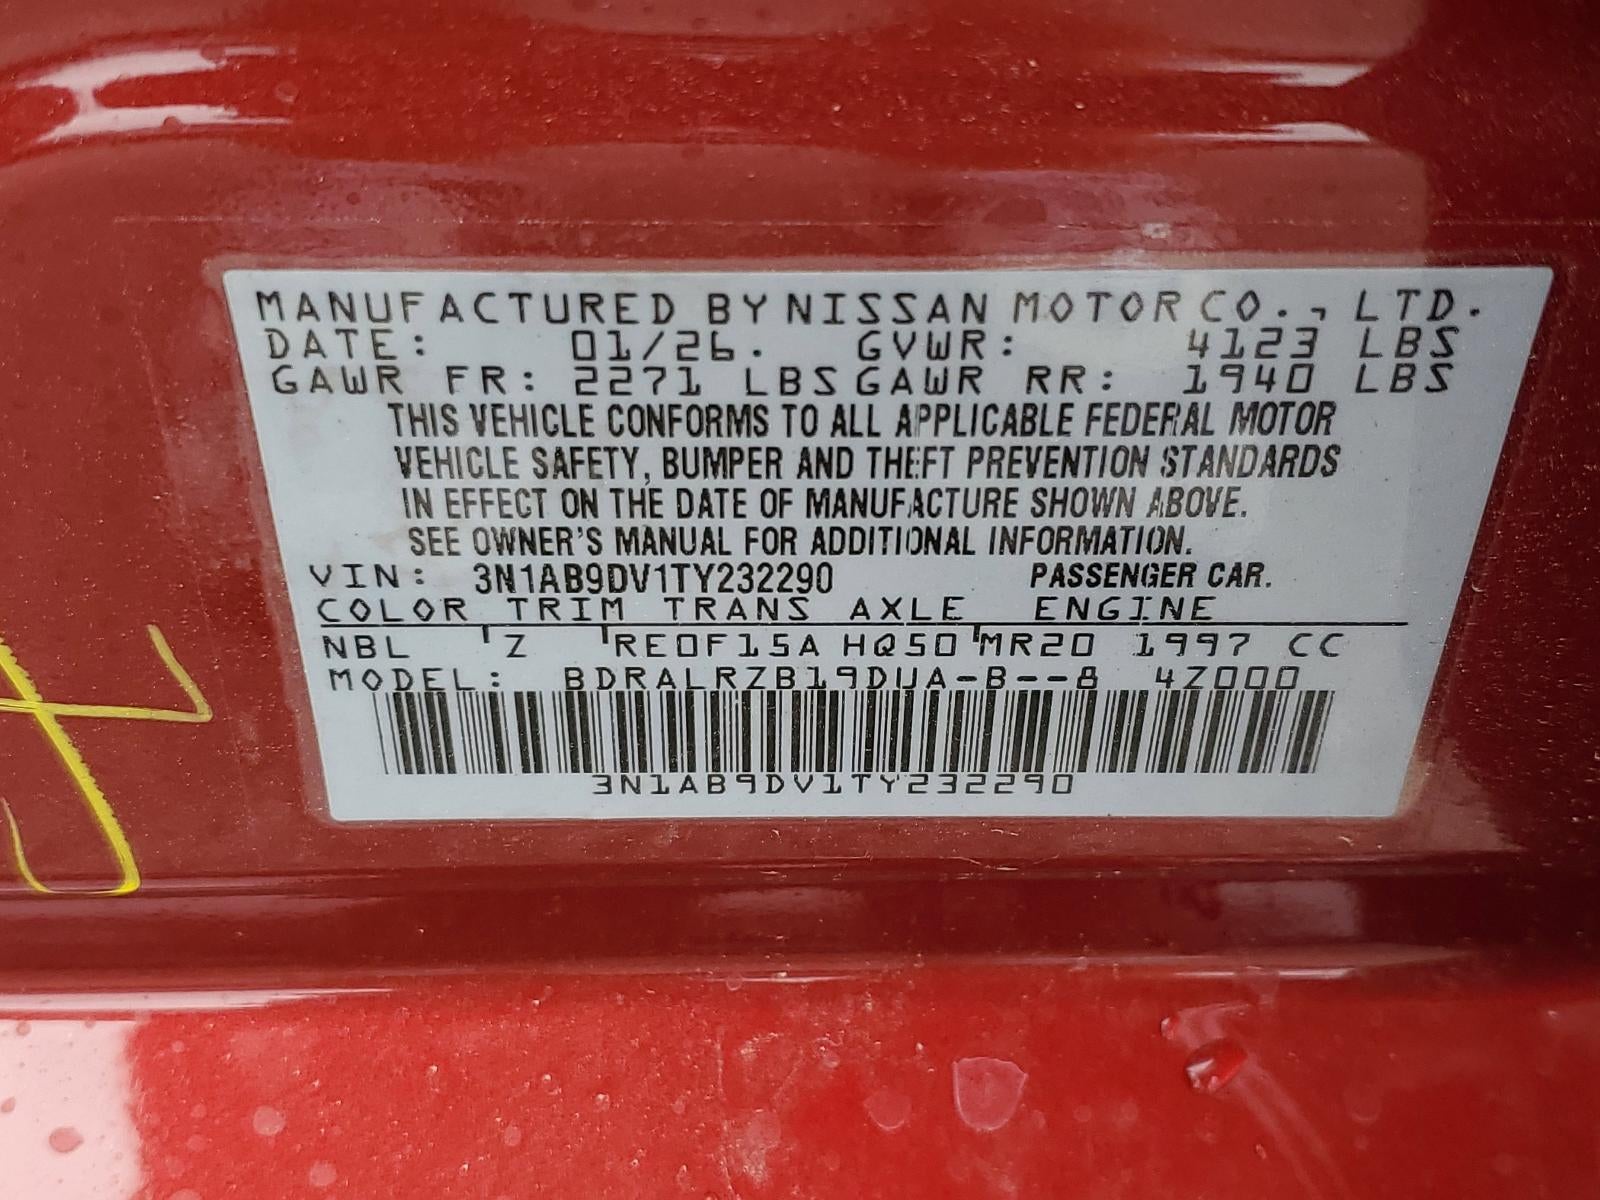 MANUFACTURED BY NISSAN MOTOR CO., LTD.
DATE: 01/26. GVWR: 4123 LBS
GAWR FR: 2271 LBS GAWR RR: 1940 LBS
THIS VEHICLE CONFORMS TO ALL APPLICABLE FEDERAL MOTOR
VEHICLE SAFETY, BUMPER AND THEFT PREVENTION STANDARDS
IN EFFECT ON THE DATE OF MANUFACTURE SHOWN ABOVE.
SEE OWNER'S MANUAL FOR ADDITIONAL INFORMATION.
VIN: 3N1AB9DV1TY232290 PASSENGER CAR.
COLOR TRIM TRANS AXLE ENGINE
NBL Z RE0F15A HQ50 MR20 1997 CC
MODEL: BDRALRZB19DUA-B--8 4Z000
3N1AB9DV1TY232290